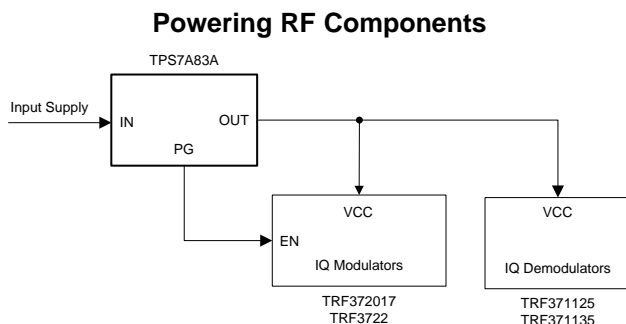 Powering RF Components
TPS7A83A
Input Supply
IN
OUT
PG
VCC
EN
IQ Modulators
TRF372017
TRF3722
VCC
IQ Demodulators
TRF371125
TRF371135